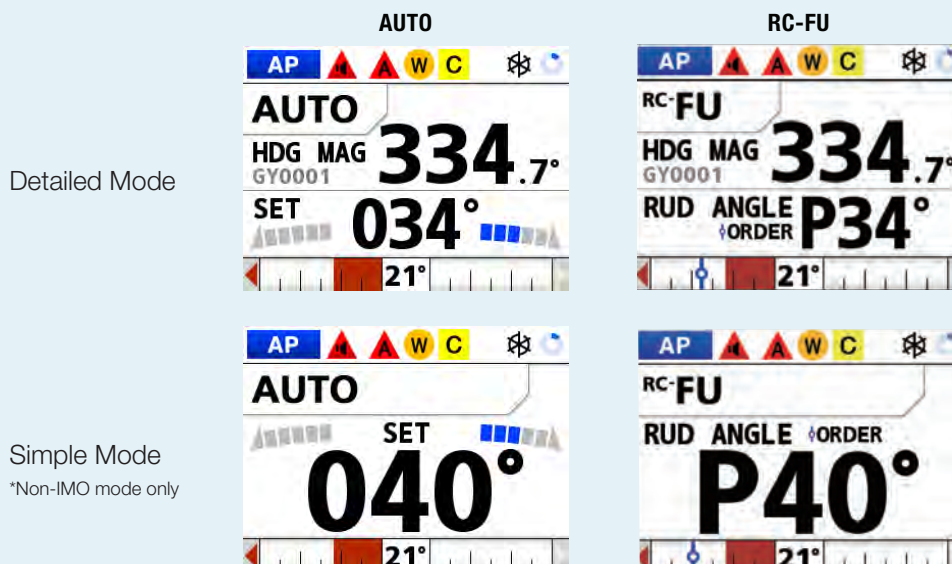 AUTO
RC-FU
Detailed Mode
AP A W C
AUTO
HDG MAG 334.7°
GY0001
SET 034°
21°
AP A W C
RC-FU
HDG MAG 334.7°
GY0001
RUD ANGLE P34°
ORDER
21°
Simple Mode
*Non-IMO mode only
AP A W C
AUTO
SET
040°
21°
AP A W C
RC-FU
RUD ANGLE ORDER
P40°
21°